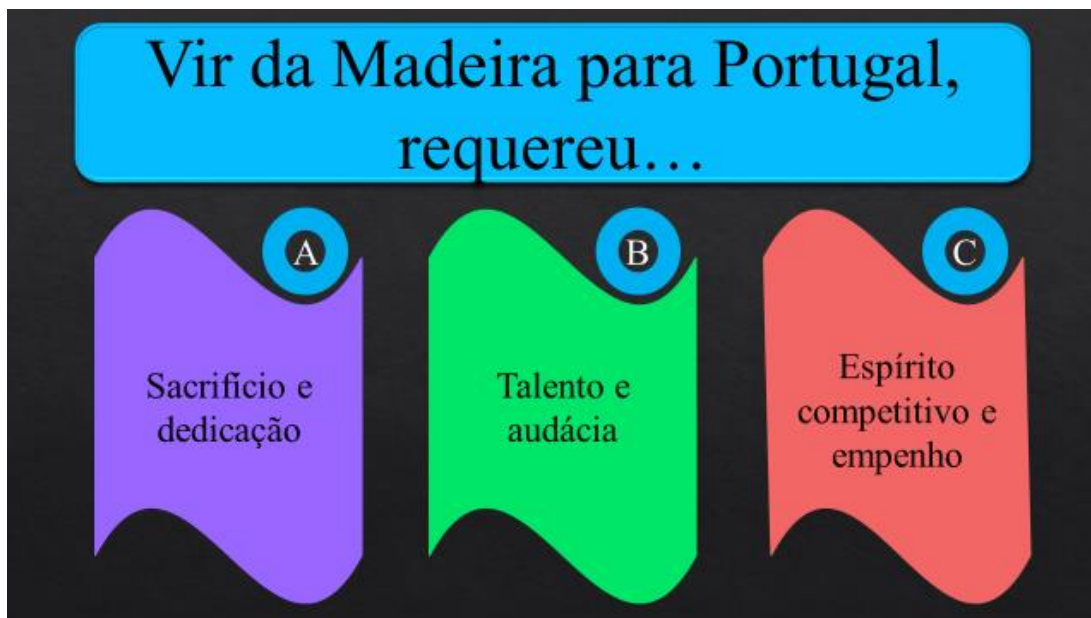 Vir da Madeira para Portugal,
requereu…
A
Sacrifício e
dedicação
B
Talento e
audácia
C
Espírito
competitivo e
empenho